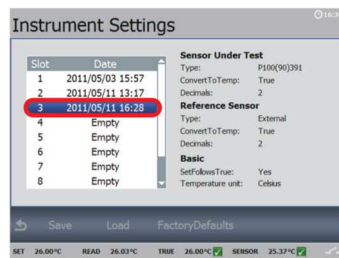 Instrument Settings
Slot Date
1 2011/05/03 15:57
2 2011/05/11 13:17
3 2011/05/11 16:28
4 Empty
5 Empty
6 Empty
7 Empty
8 Empty
Sensor Under Test
Type: P100(90)391
ConvertToTemp: True
Decimals: 2
Reference Sensor
Type: External
ConvertToTemp: True
Decimals: 2
Basic
SetFollowsTrue: Yes
Temperature unit: Celsius
Save Load FactoryDefaults
SET 26.00°C READ 26.03°C TRUE 26.00°C SENSOR 25.37°C